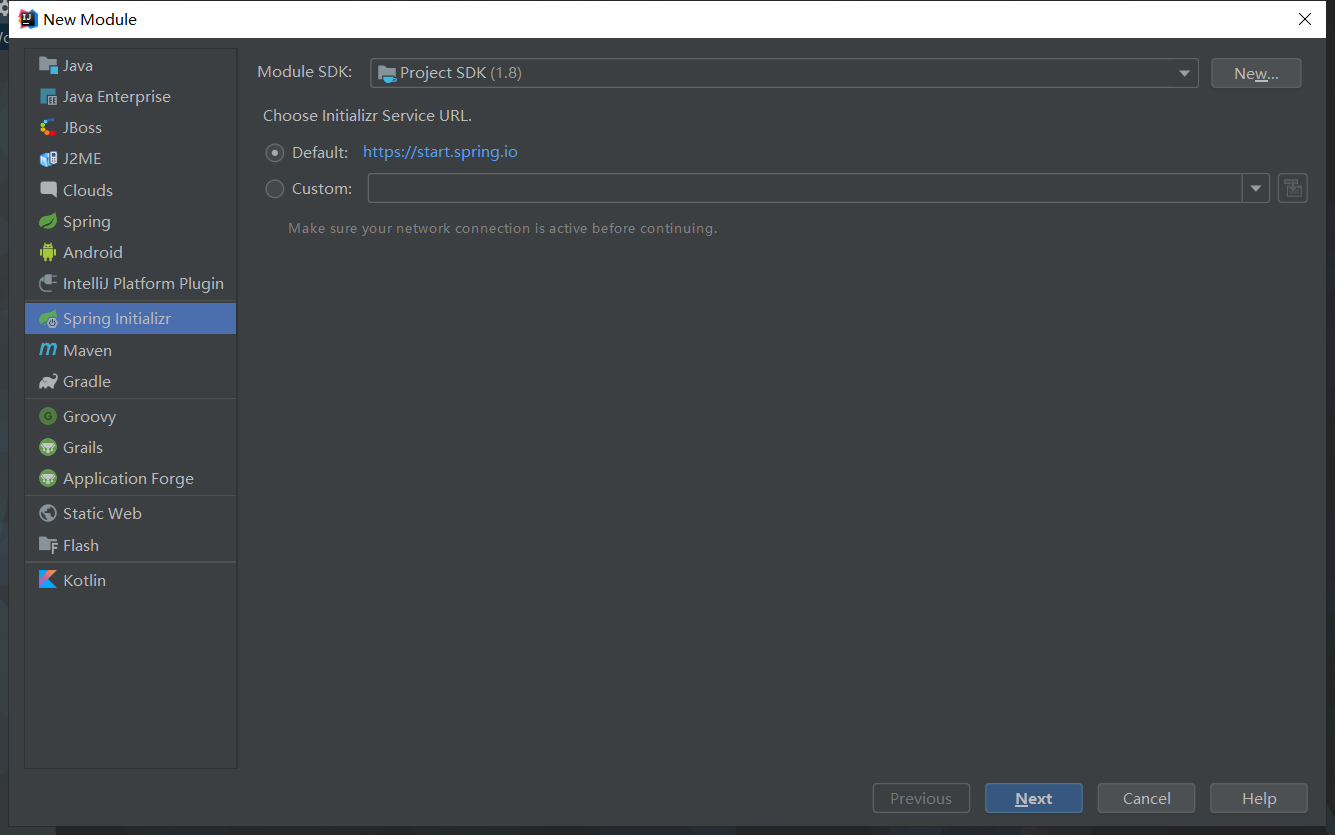 New Module
Java
Java Enterprise
JBoss
J2ME
Clouds
Spring
Android
IntelliJ Platform Plugin
Spring Initializr
Maven
Gradle
Groovy
Grails
Application Forge
Static Web
Flash
Kotlin
Module SDK: Project SDK (1.8) New...
Choose Initializr Service URL.
Default: https://start.spring.io
Custom:
Make sure your network connection is active before continuing.
Previous Next Cancel Help